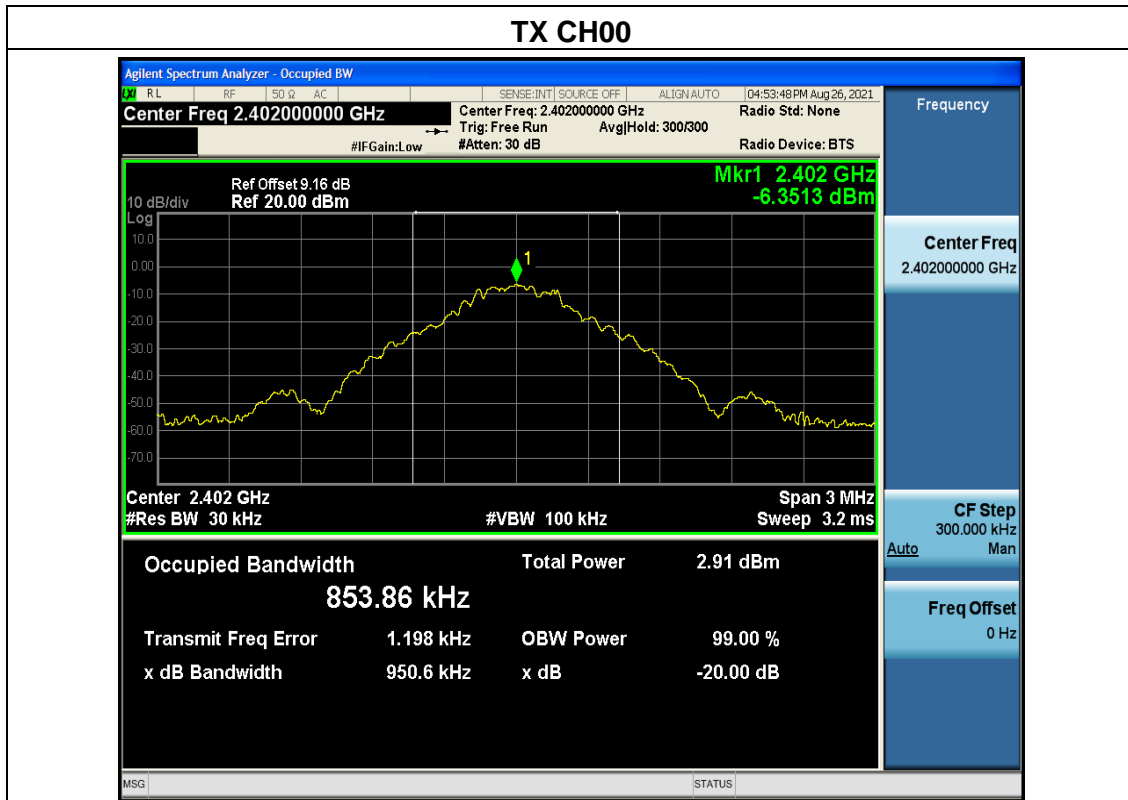 TX CH00
Agilent Spectrum Analyzer - Occupied BW
LXI RL RF 50 Ω AC SENSE:INT SOURCE OFF ALIGN AUTO 04:53:48 PM Aug 26, 2021
Center Freq 2.402000000 GHz
Center Freq: 2.402000000 GHz
Radio Std: None
Trig: Free Run Avg|Hold: 300/300
#IFGain:Low
#Atten: 30 dB
Radio Device: BTS
Frequency
Mkr1 2.402 GHz
-6.3513 dBm
Ref Offset 9.16 dB
10 dB/div Ref 20.00 dBm
Log
10.0
0.00
-10.0
-20.0
-30.0
-40.0
-50.0
-60.0
-70.0
1
Center 2.402 GHz Span 3 MHz
#Res BW 30 kHz #VBW 100 kHz Sweep 3.2 ms
Center Freq
2.402000000 GHz
CF Step
300.000 kHz
Auto Man
Freq Offset
0 Hz
Occupied Bandwidth Total Power 2.91 dBm
853.86 kHz
Transmit Freq Error 1.198 kHz OBW Power 99.00 %
x dB Bandwidth 950.6 kHz x dB -20.00 dB
MSG STATUS